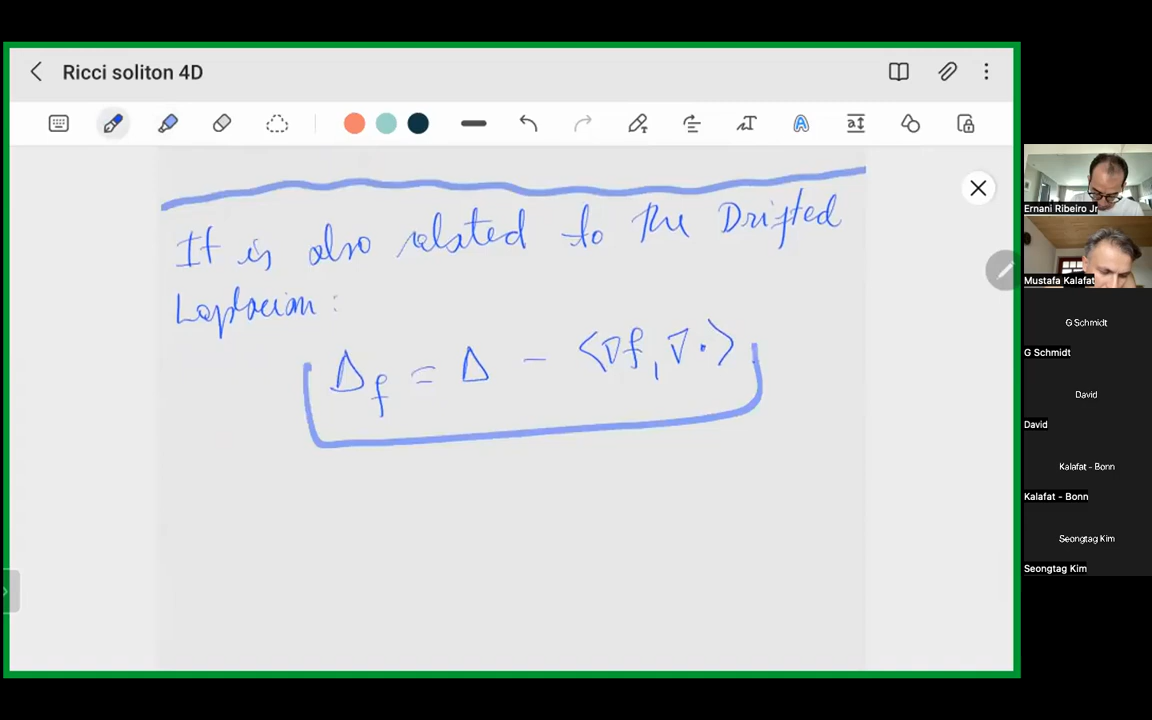 Ricci soliton 4D
It is also related to the Drifted
Laplacian:
Δ_f = Δ - ⟨∇f, ∇·⟩
Ernani Ribeiro Jr
Mustafa Kalafat
G Schmidt
G Schmidt
David
David
Kalafat - Bonn
Kalafat - Bonn
Seongtag Kim
Seongtag Kim